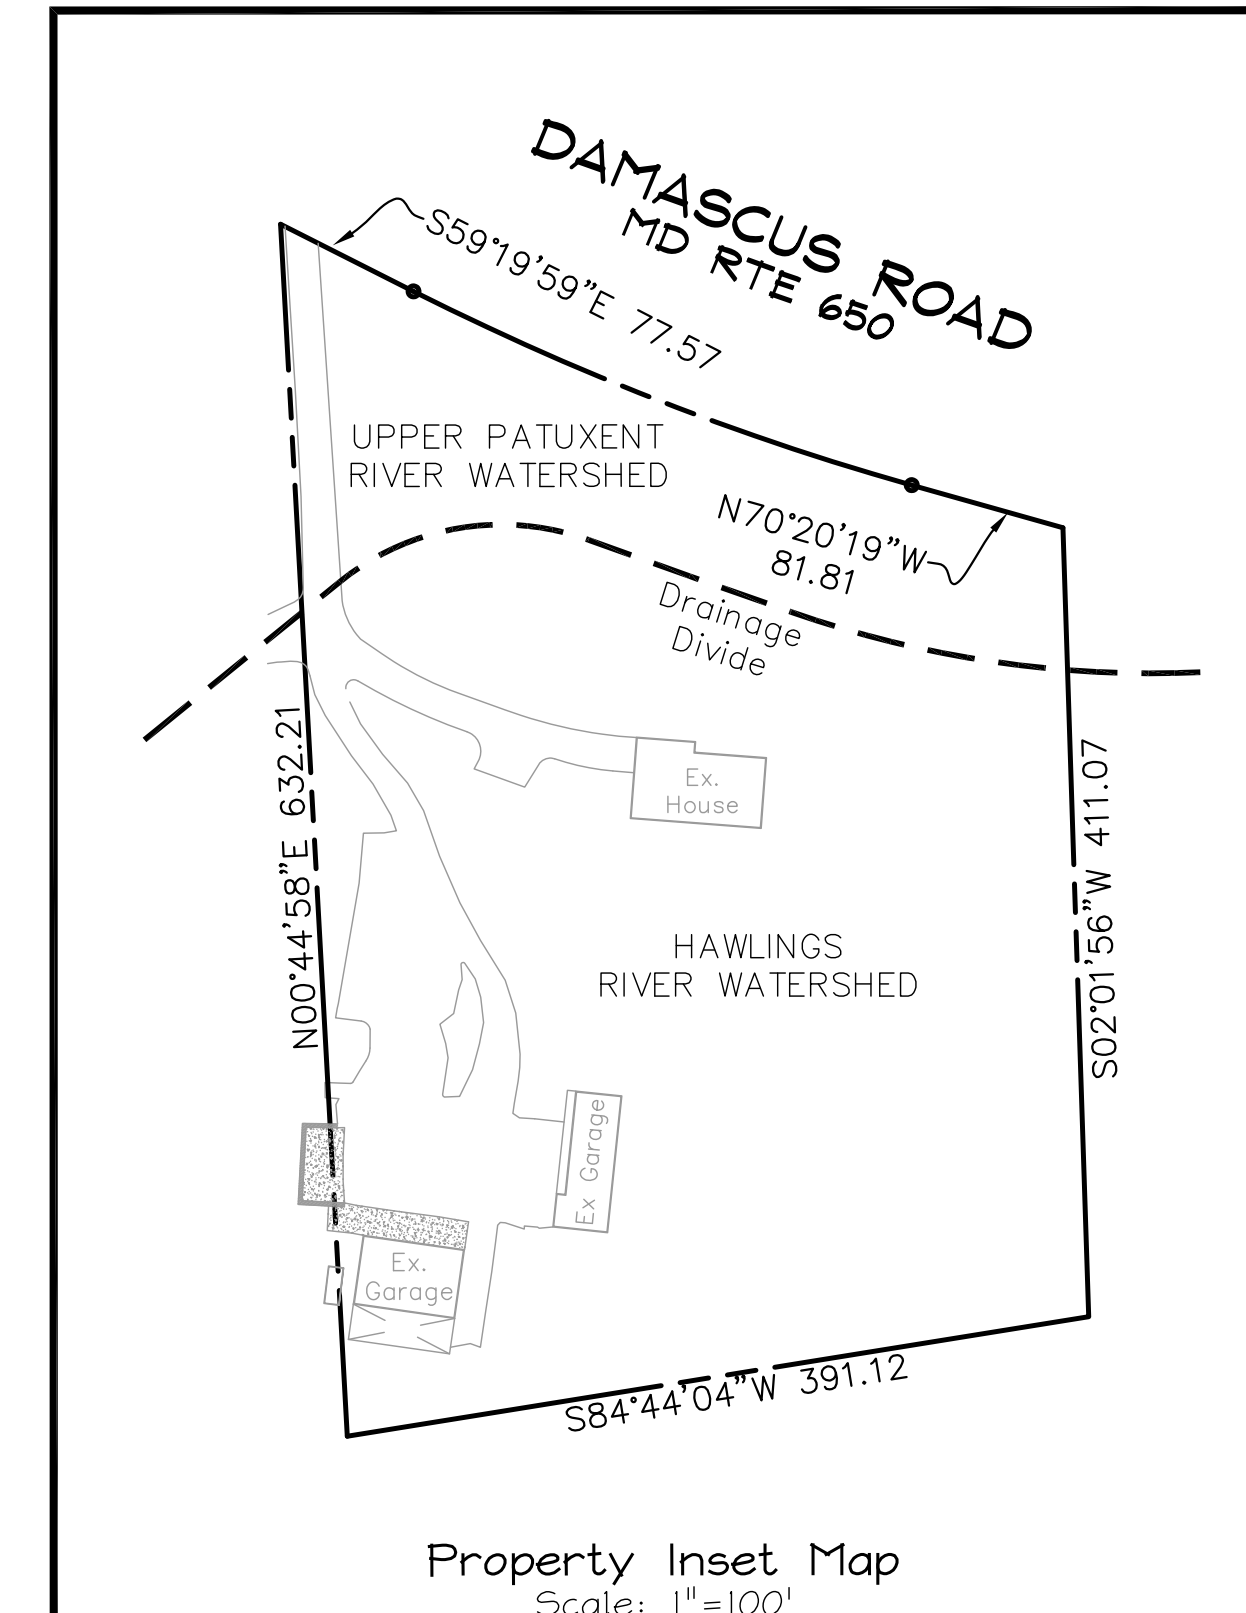 DAMASCUS ROAD
MD RTE 650
S59°19'59"E 77.57
UPPER PATUXENT
RIVER WATERSHED
N70°20'19"W
81.81
Drainage
Divide
N00°44'58"E 632.21
S02°01'56"W 411.07
Ex.
House
HAWLINGS
RIVER WATERSHED
Ex Garage
Ex.
Garage
S84°44'04"W 391.12
Property Inset Map
Scale: 1"=100'